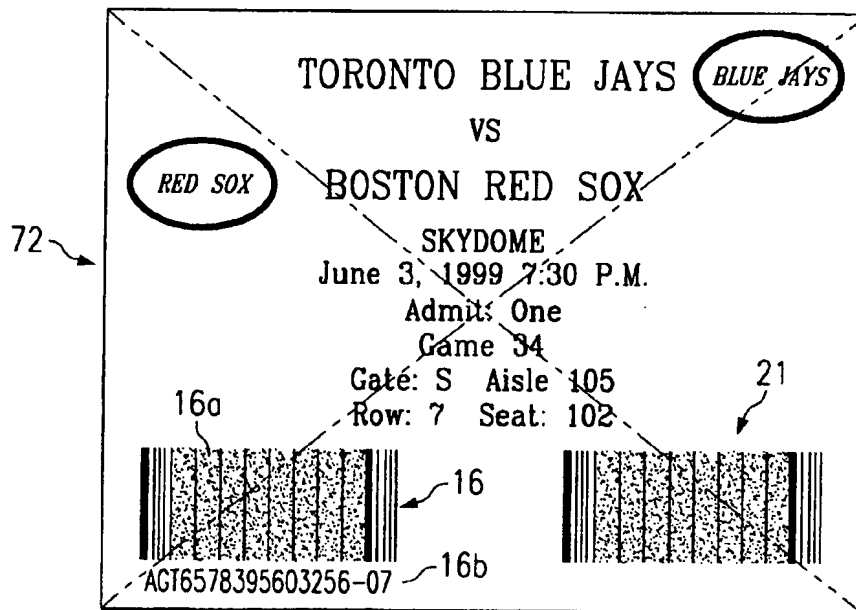 TORONTO BLUE JAYS
BLUE JAYS
VS
RED SOX
BOSTON RED SOX
72
SKYDOME
June 3, 1999 7:30 P.M.
Admit: One
Game 34
Gate: S Aisle 105
Row: 7 Seat: 102
16a
21
16
ACT6578395603256-07
16b